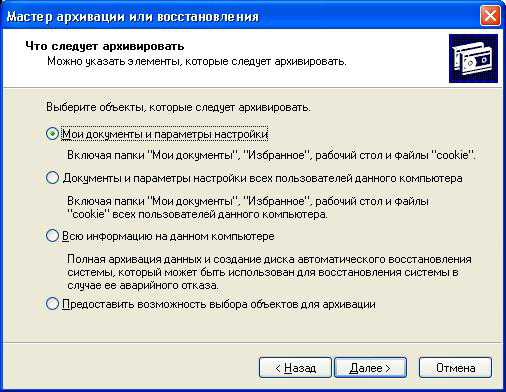 Мастер архивации или восстановления
Что следует архивировать
Можно указать элементы, которые следует архивировать.
Выберите объекты, которые следует архивировать.
Мои документы и параметры настройки
Включая папки "Мои документы", "Избранное", рабочий стол и файлы "cookie".
Документы и параметры настройки всех пользователей данного компьютера
Включая папки "Мои документы", "Избранное", рабочий стол и файлы
"cookie" всех пользователей данного компьютера.
Всю информацию на данном компьютере
Полная архивация данных и создание диска автоматического восстановления
системы, который может быть использован для восстановления системы в
случае ее аварийного отказа.
Предоставить возможность выбора объектов для архивации
< Назад Далее > Отмена